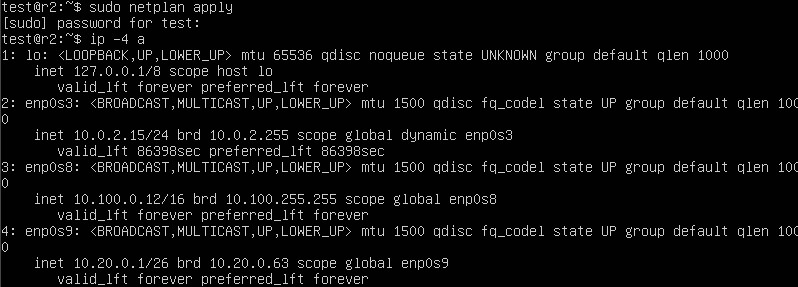 test@r2:~$ sudo netplan apply
[sudo] password for test:
test@r2:~$ ip -4 a
1: lo: <LOOPBACK,UP,LOWER_UP> mtu 65536 qdisc noqueue state UNKNOWN group default qlen 1000
    inet 127.0.0.1/8 scope host lo
       valid_lft forever preferred_lft forever
2: enp0s3: <BROADCAST,MULTICAST,UP,LOWER_UP> mtu 1500 qdisc fq_codel state UP group default qlen 100
0
    inet 10.0.2.15/24 brd 10.0.2.255 scope global dynamic enp0s3
       valid_lft 86398sec preferred_lft 86398sec
3: enp0s8: <BROADCAST,MULTICAST,UP,LOWER_UP> mtu 1500 qdisc fq_codel state UP group default qlen 100
0
    inet 10.100.0.12/16 brd 10.100.255.255 scope global enp0s8
       valid_lft forever preferred_lft forever
4: enp0s9: <BROADCAST,MULTICAST,UP,LOWER_UP> mtu 1500 qdisc fq_codel state UP group default qlen 100
0
    inet 10.20.0.1/26 brd 10.20.0.63 scope global enp0s9
       valid_lft forever preferred_lft forever